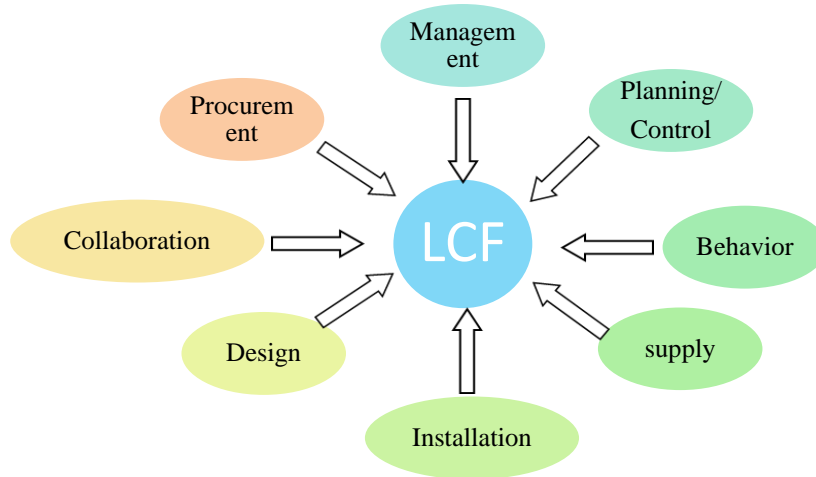 Managem
ent
Procurem
ent
Planning/
Control
Collaboration
LCF
Behavior
Design
supply
Installation